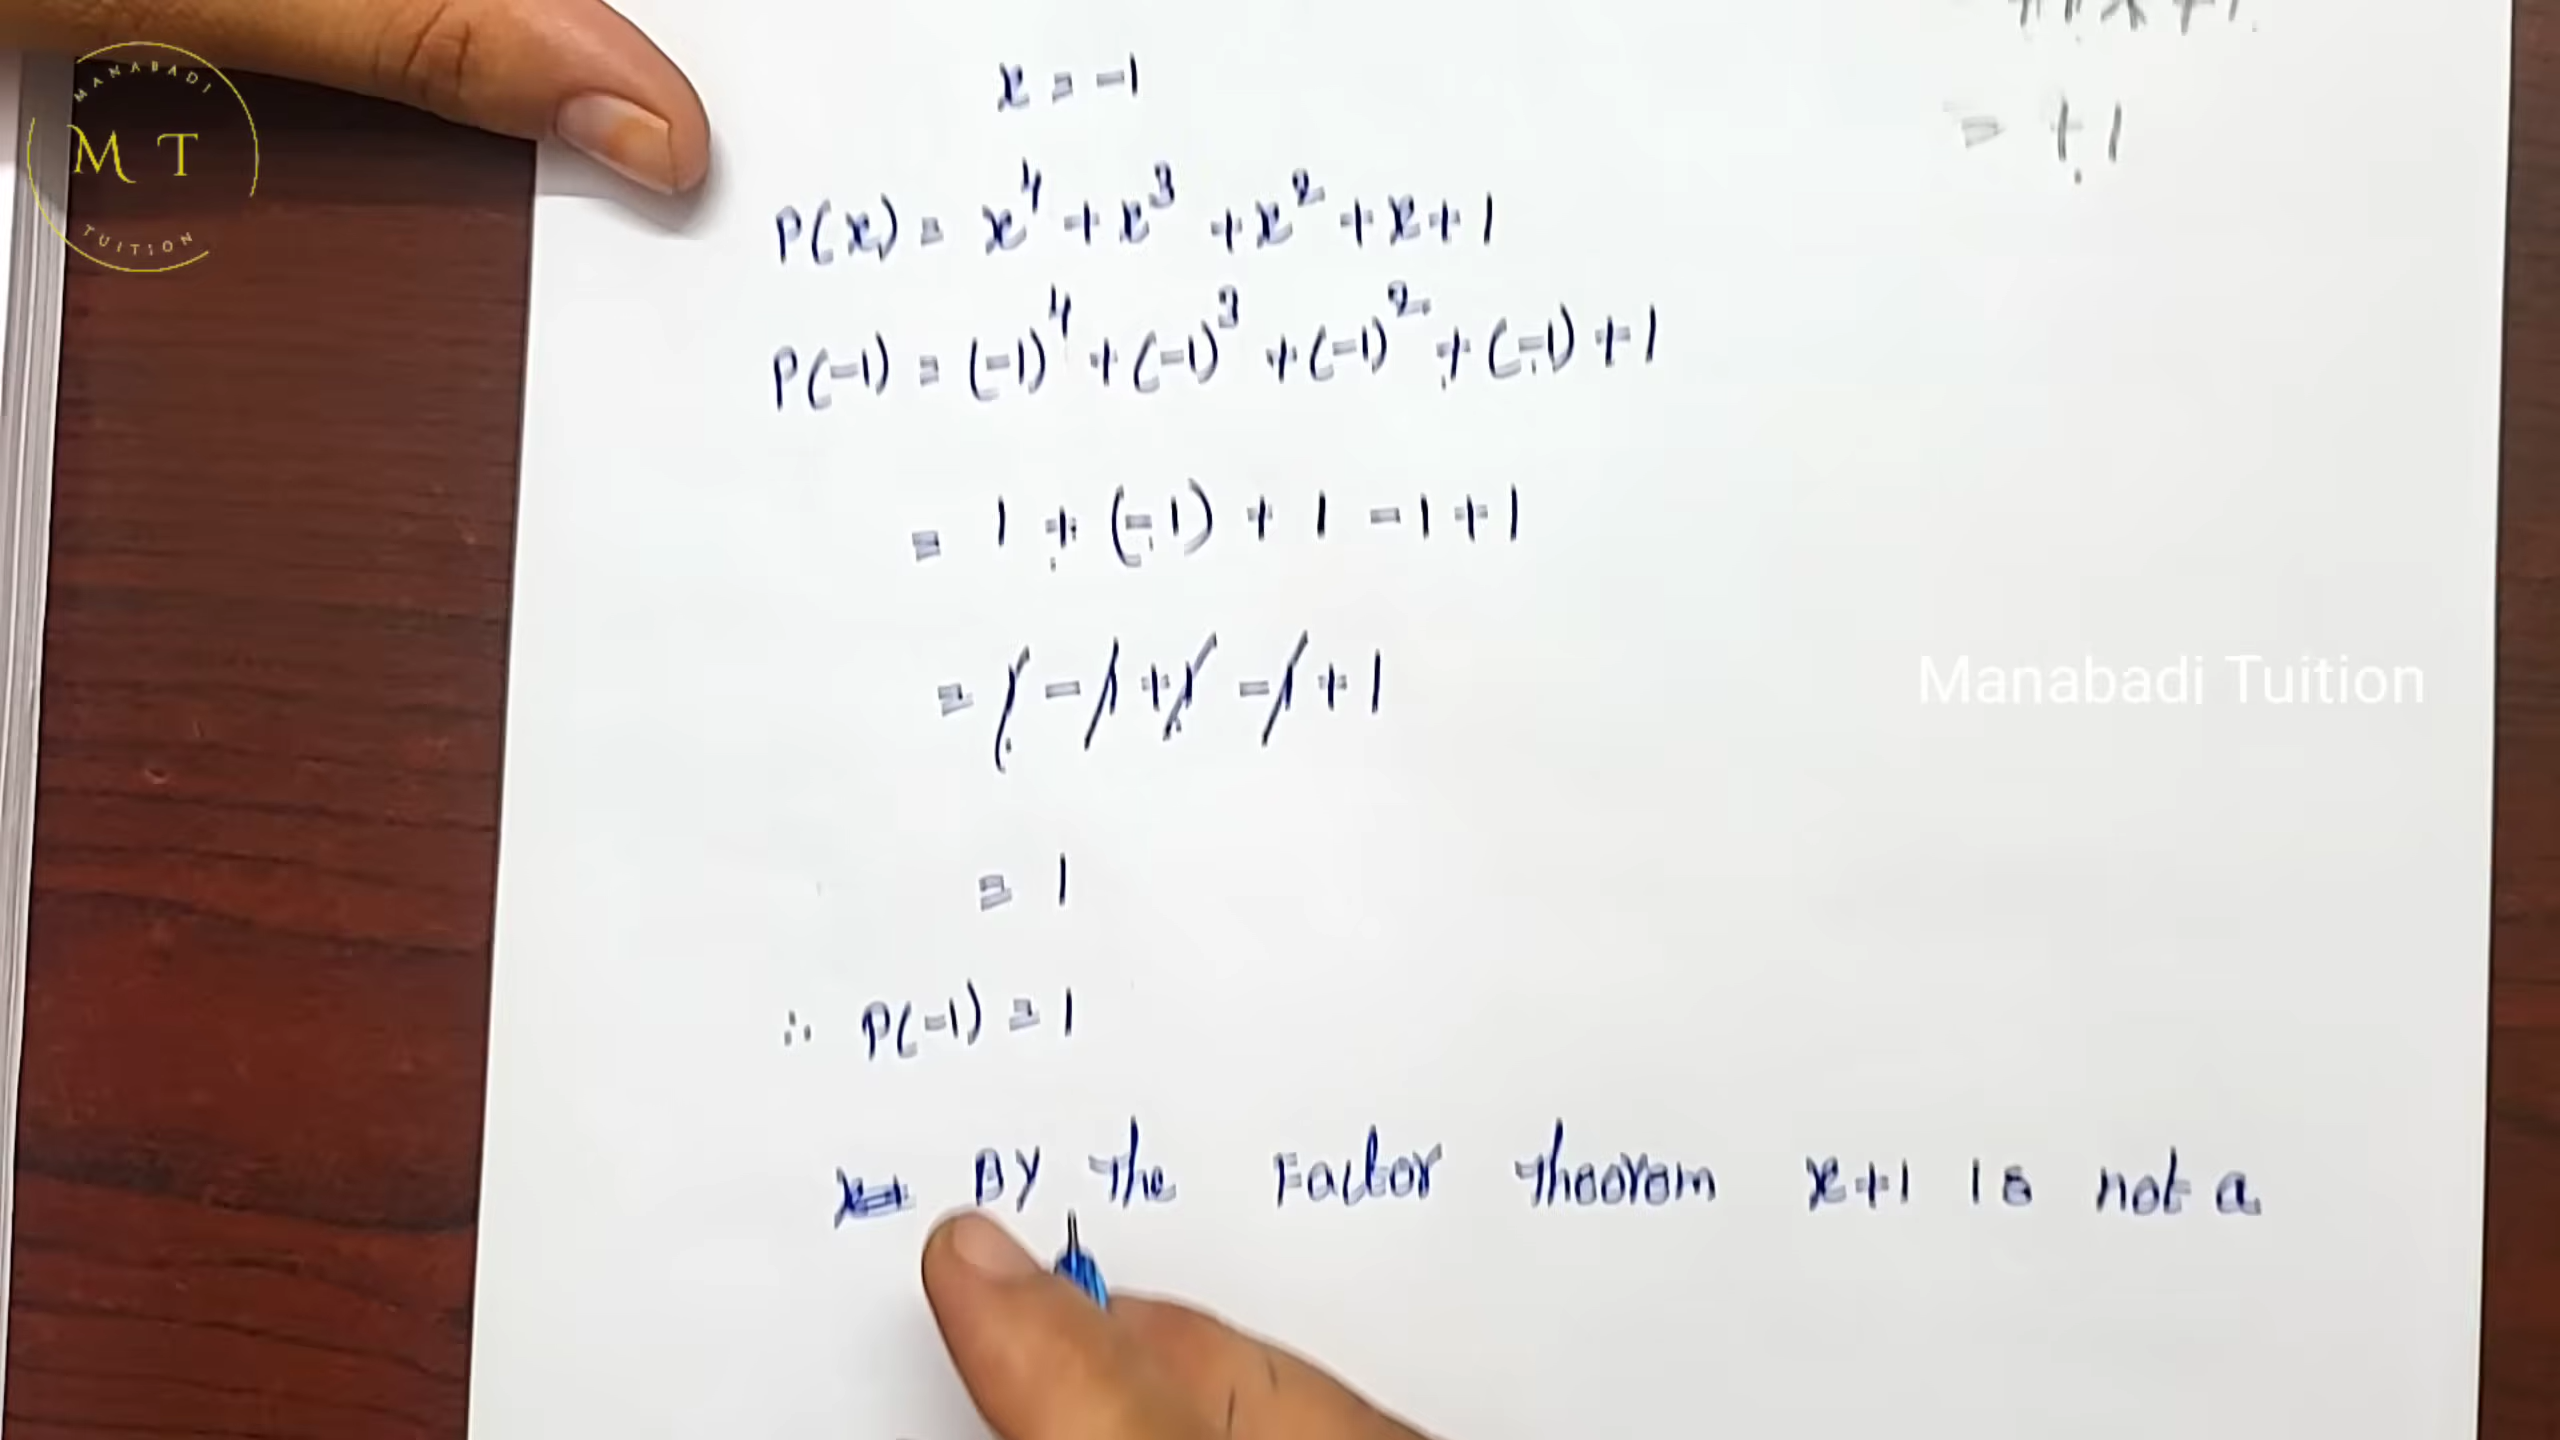 MANABADI
M T
TUITION
= +1
x = -1
P(x) = x⁴ + x³ + x² + x + 1
P(-1) = (-1)⁴ + (-1)³ + (-1)² + (-1) + 1
= 1 + (-1) + 1 - 1 + 1
= 1 - 1 + 1 - 1 + 1
Manabadi Tuition
= 1
∴ P(-1) = 1
By The Factor theorem x+1 is not a